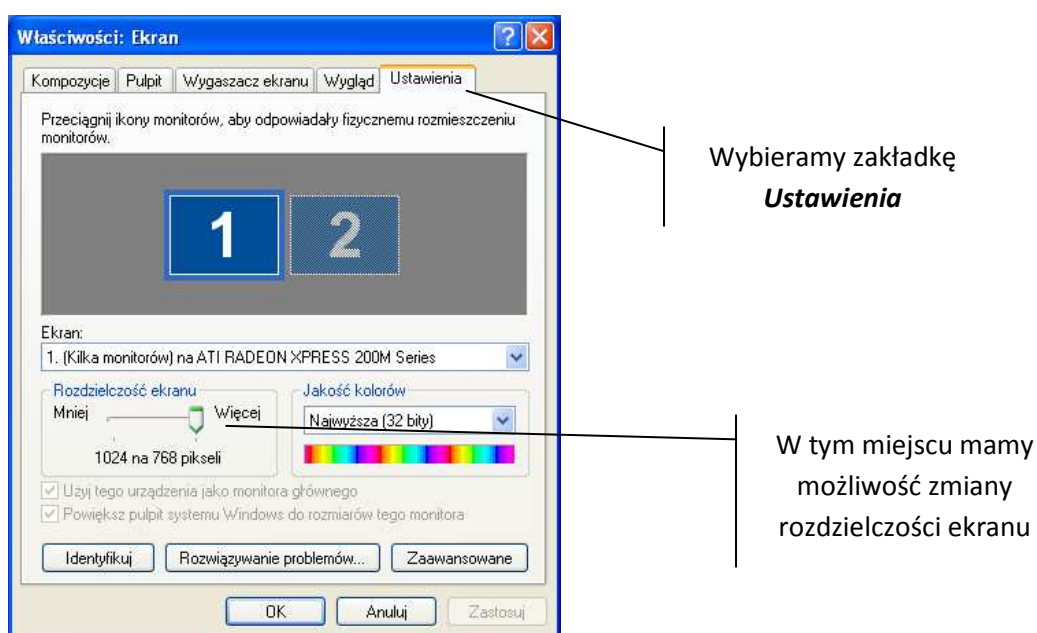 Właściwości: Ekran
Kompozycje Pulpit Wygaszacz ekranu Wygląd Ustawienia
Przeciągnij ikony monitorów, aby odpowiadały fizycznemu rozmieszczeniu
monitorów.
1 2
Ekran:
1. (Kilka monitorów) na ATI RADEON XPRESS 200M Series
Rozdzielczość ekranu
Mniej Więcej
1024 na 768 pikseli
Jakość kolorów
Najwyższa (32 bity)
Użyj tego urządzenia jako monitora głównego
Powiększ pulpit systemu Windows do rozmiarów tego monitora
Identyfikuj Rozwiązywanie problemów... Zaawansowane
OK Anuluj Zastosuj
Wybieramy zakładkę
Ustawienia
W tym miejscu mamy
możliwość zmiany
rozdzielczości ekranu